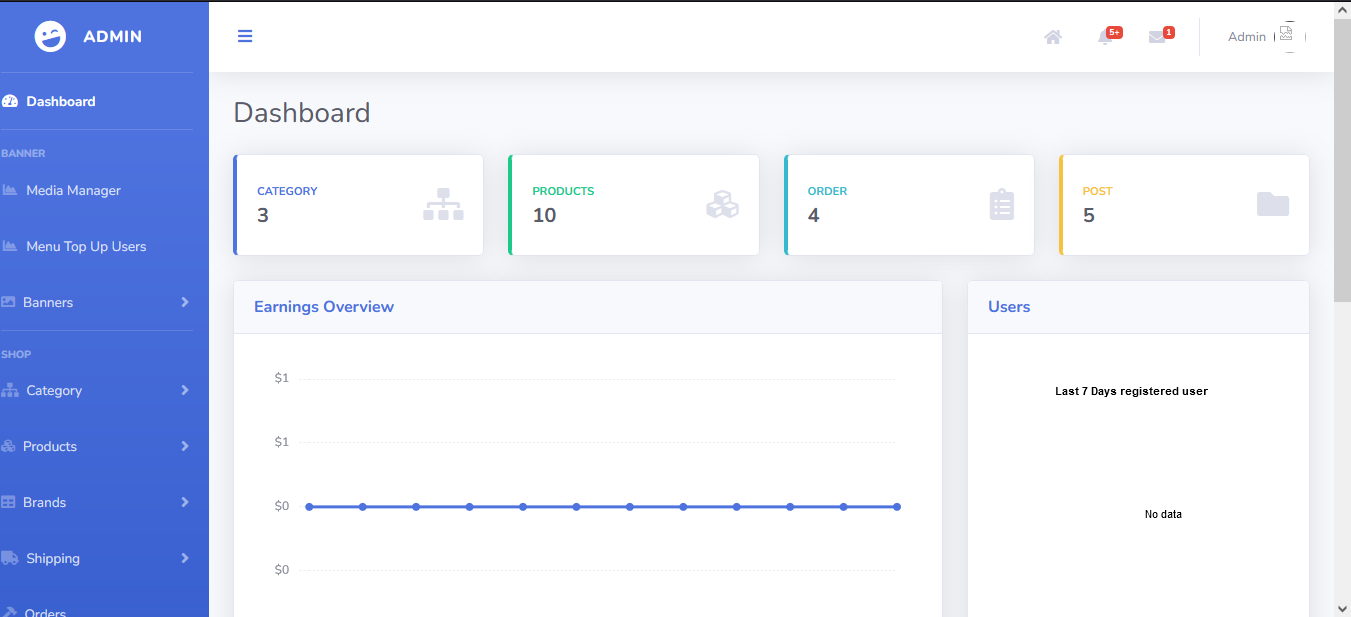 ADMIN
5+
1
Admin
Dashboard
BANNER
Media Manager
Menu Top Up Users
Banners
SHOP
Category
Products
Brands
Shipping
Orders
Dashboard
CATEGORY
3
PRODUCTS
10
ORDER
4
POST
5
Earnings Overview
$1
$1
$0
$0
Users
Last 7 Days registered user
No data